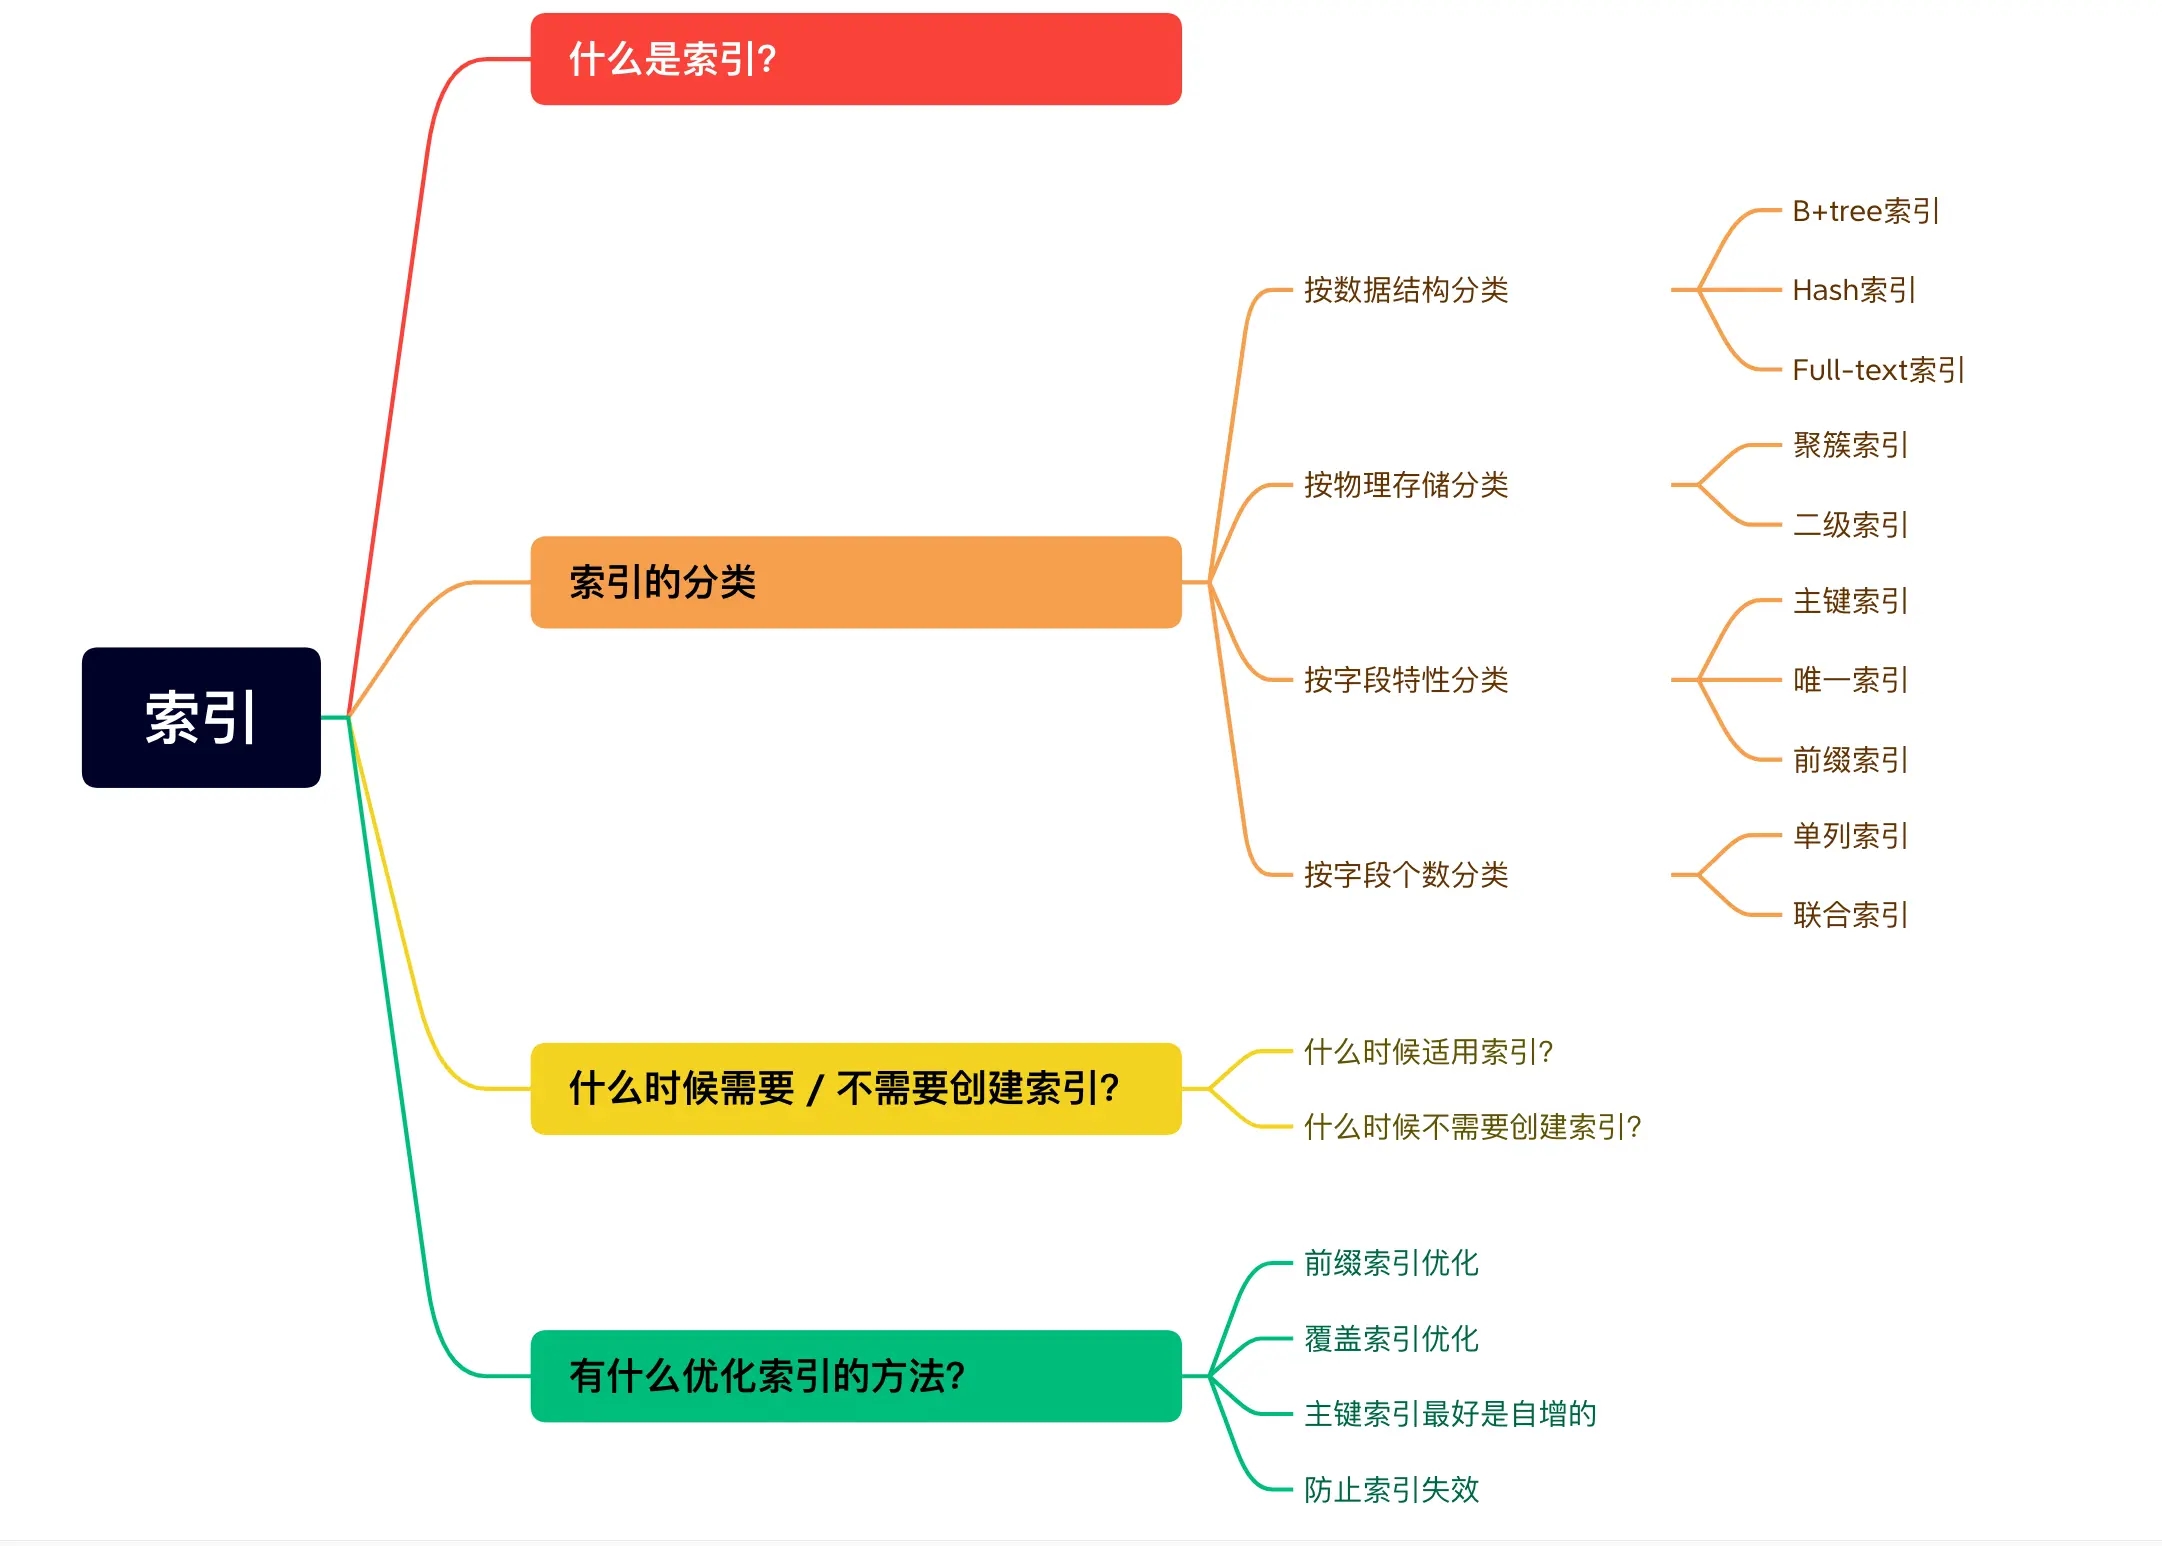 索引
什么是索引？
索引的分类
按数据结构分类
B+tree索引
Hash索引
Full-text索引
按物理存储分类
聚簇索引
二级索引
按字段特性分类
主键索引
唯一索引
前缀索引
按字段个数分类
单列索引
联合索引
什么时候需要 / 不需要创建索引？
什么时候适用索引？
什么时候不需要创建索引？
有什么优化索引的方法？
前缀索引优化
覆盖索引优化
主键索引最好是自增的
防止索引失效